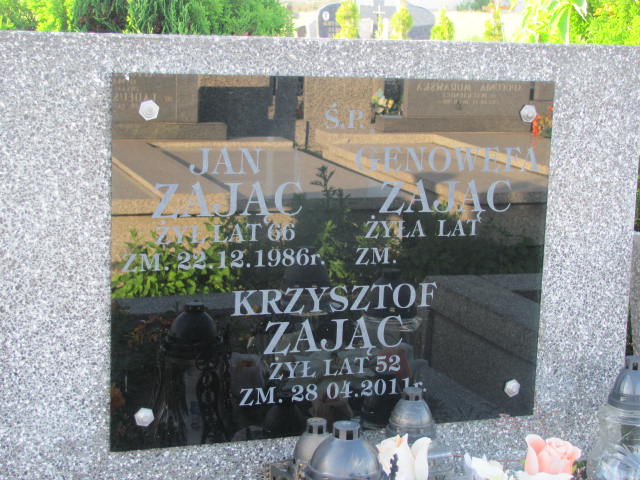 Ś.P.
JAN
ZAJĄC
ŻYŁ LAT 66
ZM. 22.12.1986r.
GENOWEFA
ZAJĄC
ŻYŁA LAT
ZM.
KRZYSZTOF
ZAJĄC
ŻYŁ LAT 52
ZM. 28 04.2011r.